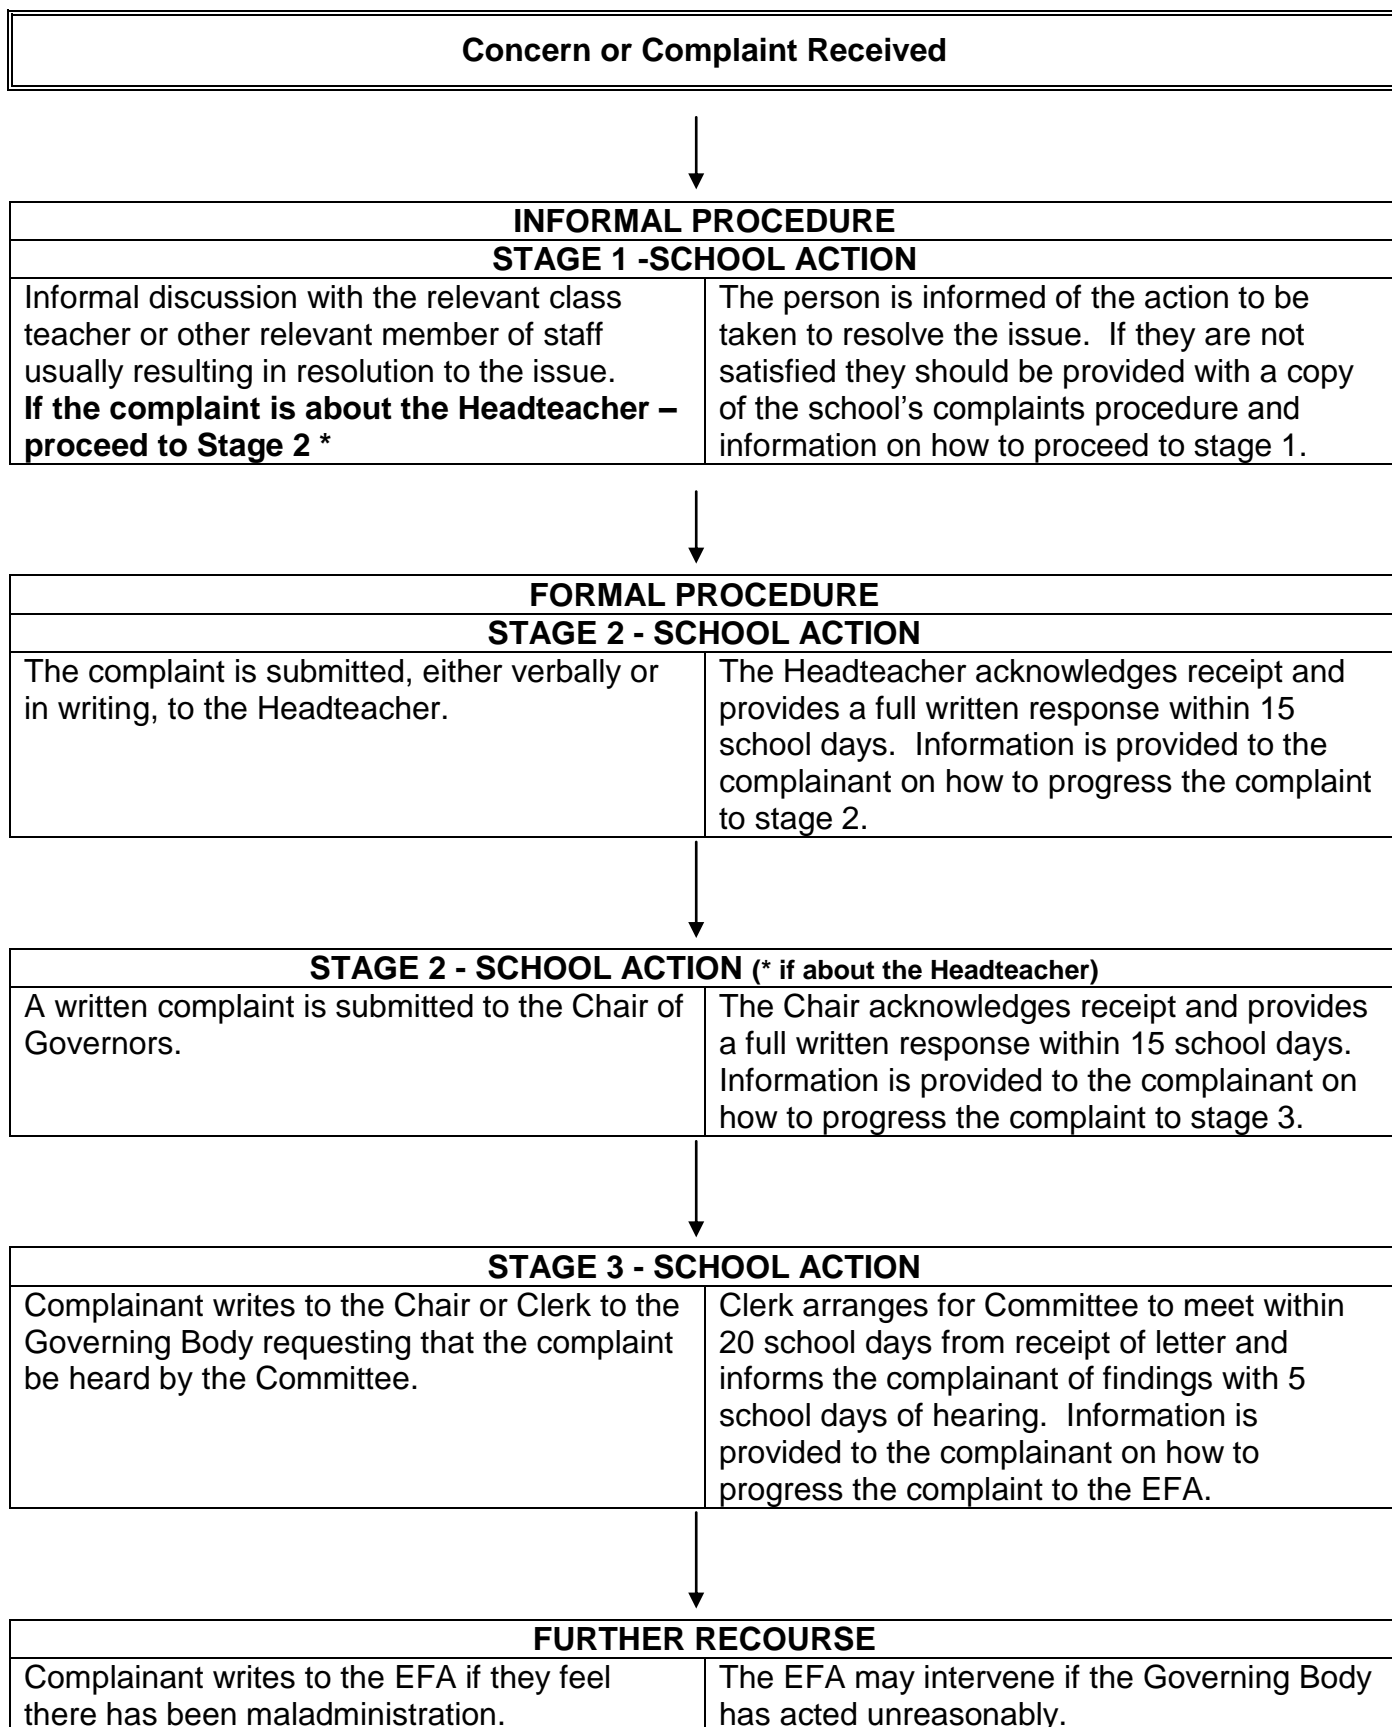 Concern or Complaint Received
INFORMAL PROCEDURE
STAGE 1 -SCHOOL ACTION
Informal discussion with the relevant class
teacher or other relevant member of staff
usually resulting in resolution to the issue.
If the complaint is about the Headteacher –
proceed to Stage 2 *
The person is informed of the action to be
taken to resolve the issue.  If they are not
satisfied they should be provided with a copy
of the school’s complaints procedure and
information on how to proceed to stage 1.
FORMAL PROCEDURE
STAGE 2 - SCHOOL ACTION
The complaint is submitted, either verbally or
in writing, to the Headteacher.
The Headteacher acknowledges receipt and
provides a full written response within 15
school days.  Information is provided to the
complainant on how to progress the complaint
to stage 2.
STAGE 2 - SCHOOL ACTION (* if about the Headteacher)
A written complaint is submitted to the Chair of
Governors.
The Chair acknowledges receipt and provides
a full written response within 15 school days.
Information is provided to the complainant on
how to progress the complaint to stage 3.
STAGE 3 - SCHOOL ACTION
Complainant writes to the Chair or Clerk to the
Governing Body requesting that the complaint
be heard by the Committee.
Clerk arranges for Committee to meet within
20 school days from receipt of letter and
informs the complainant of findings with 5
school days of hearing.  Information is
provided to the complainant on how to
progress the complaint to the EFA.
FURTHER RECOURSE
Complainant writes to the EFA if they feel
there has been maladministration.
The EFA may intervene if the Governing Body
has acted unreasonably.